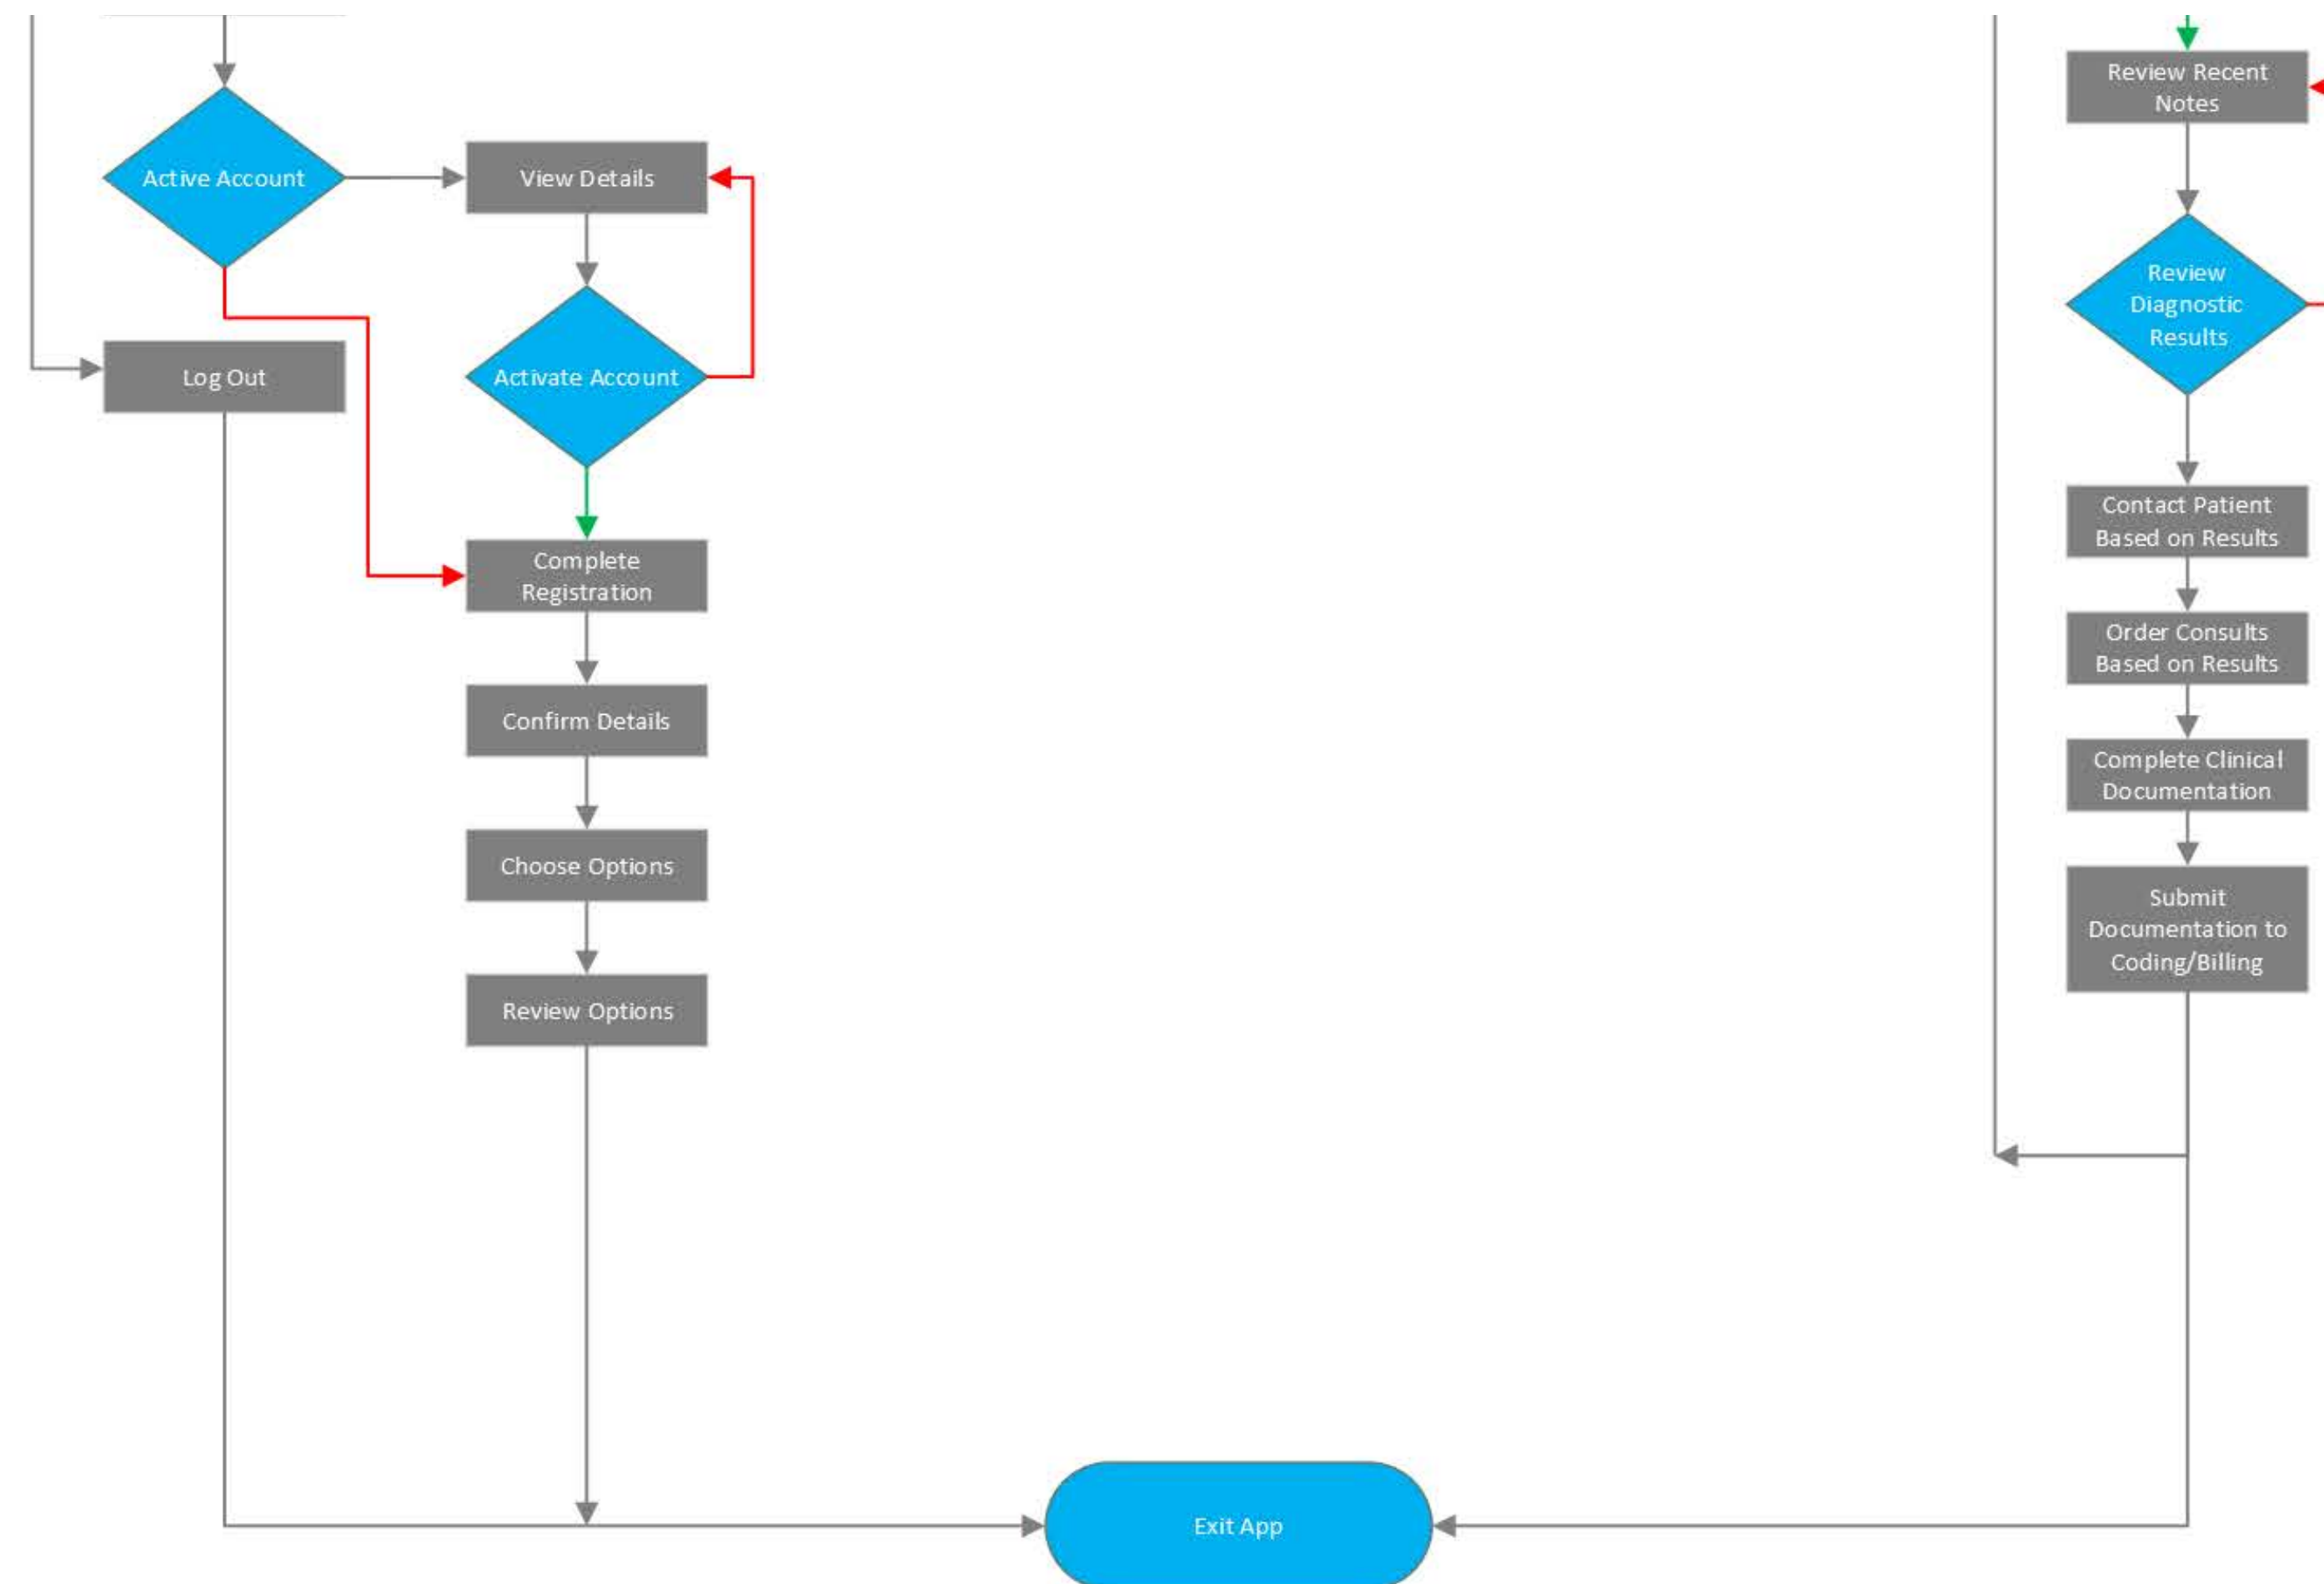 Active Account
View Details
Activate Account
Log Out
Complete
Registration
Confirm Details
Choose Options
Review Options
Review Recent
Notes
Review
Diagnostic
Results
Contact Patient
Based on Results
Order Consults
Based on Results
Complete Clinical
Documentation
Submit
Documentation to
Coding/Billing
Exit App